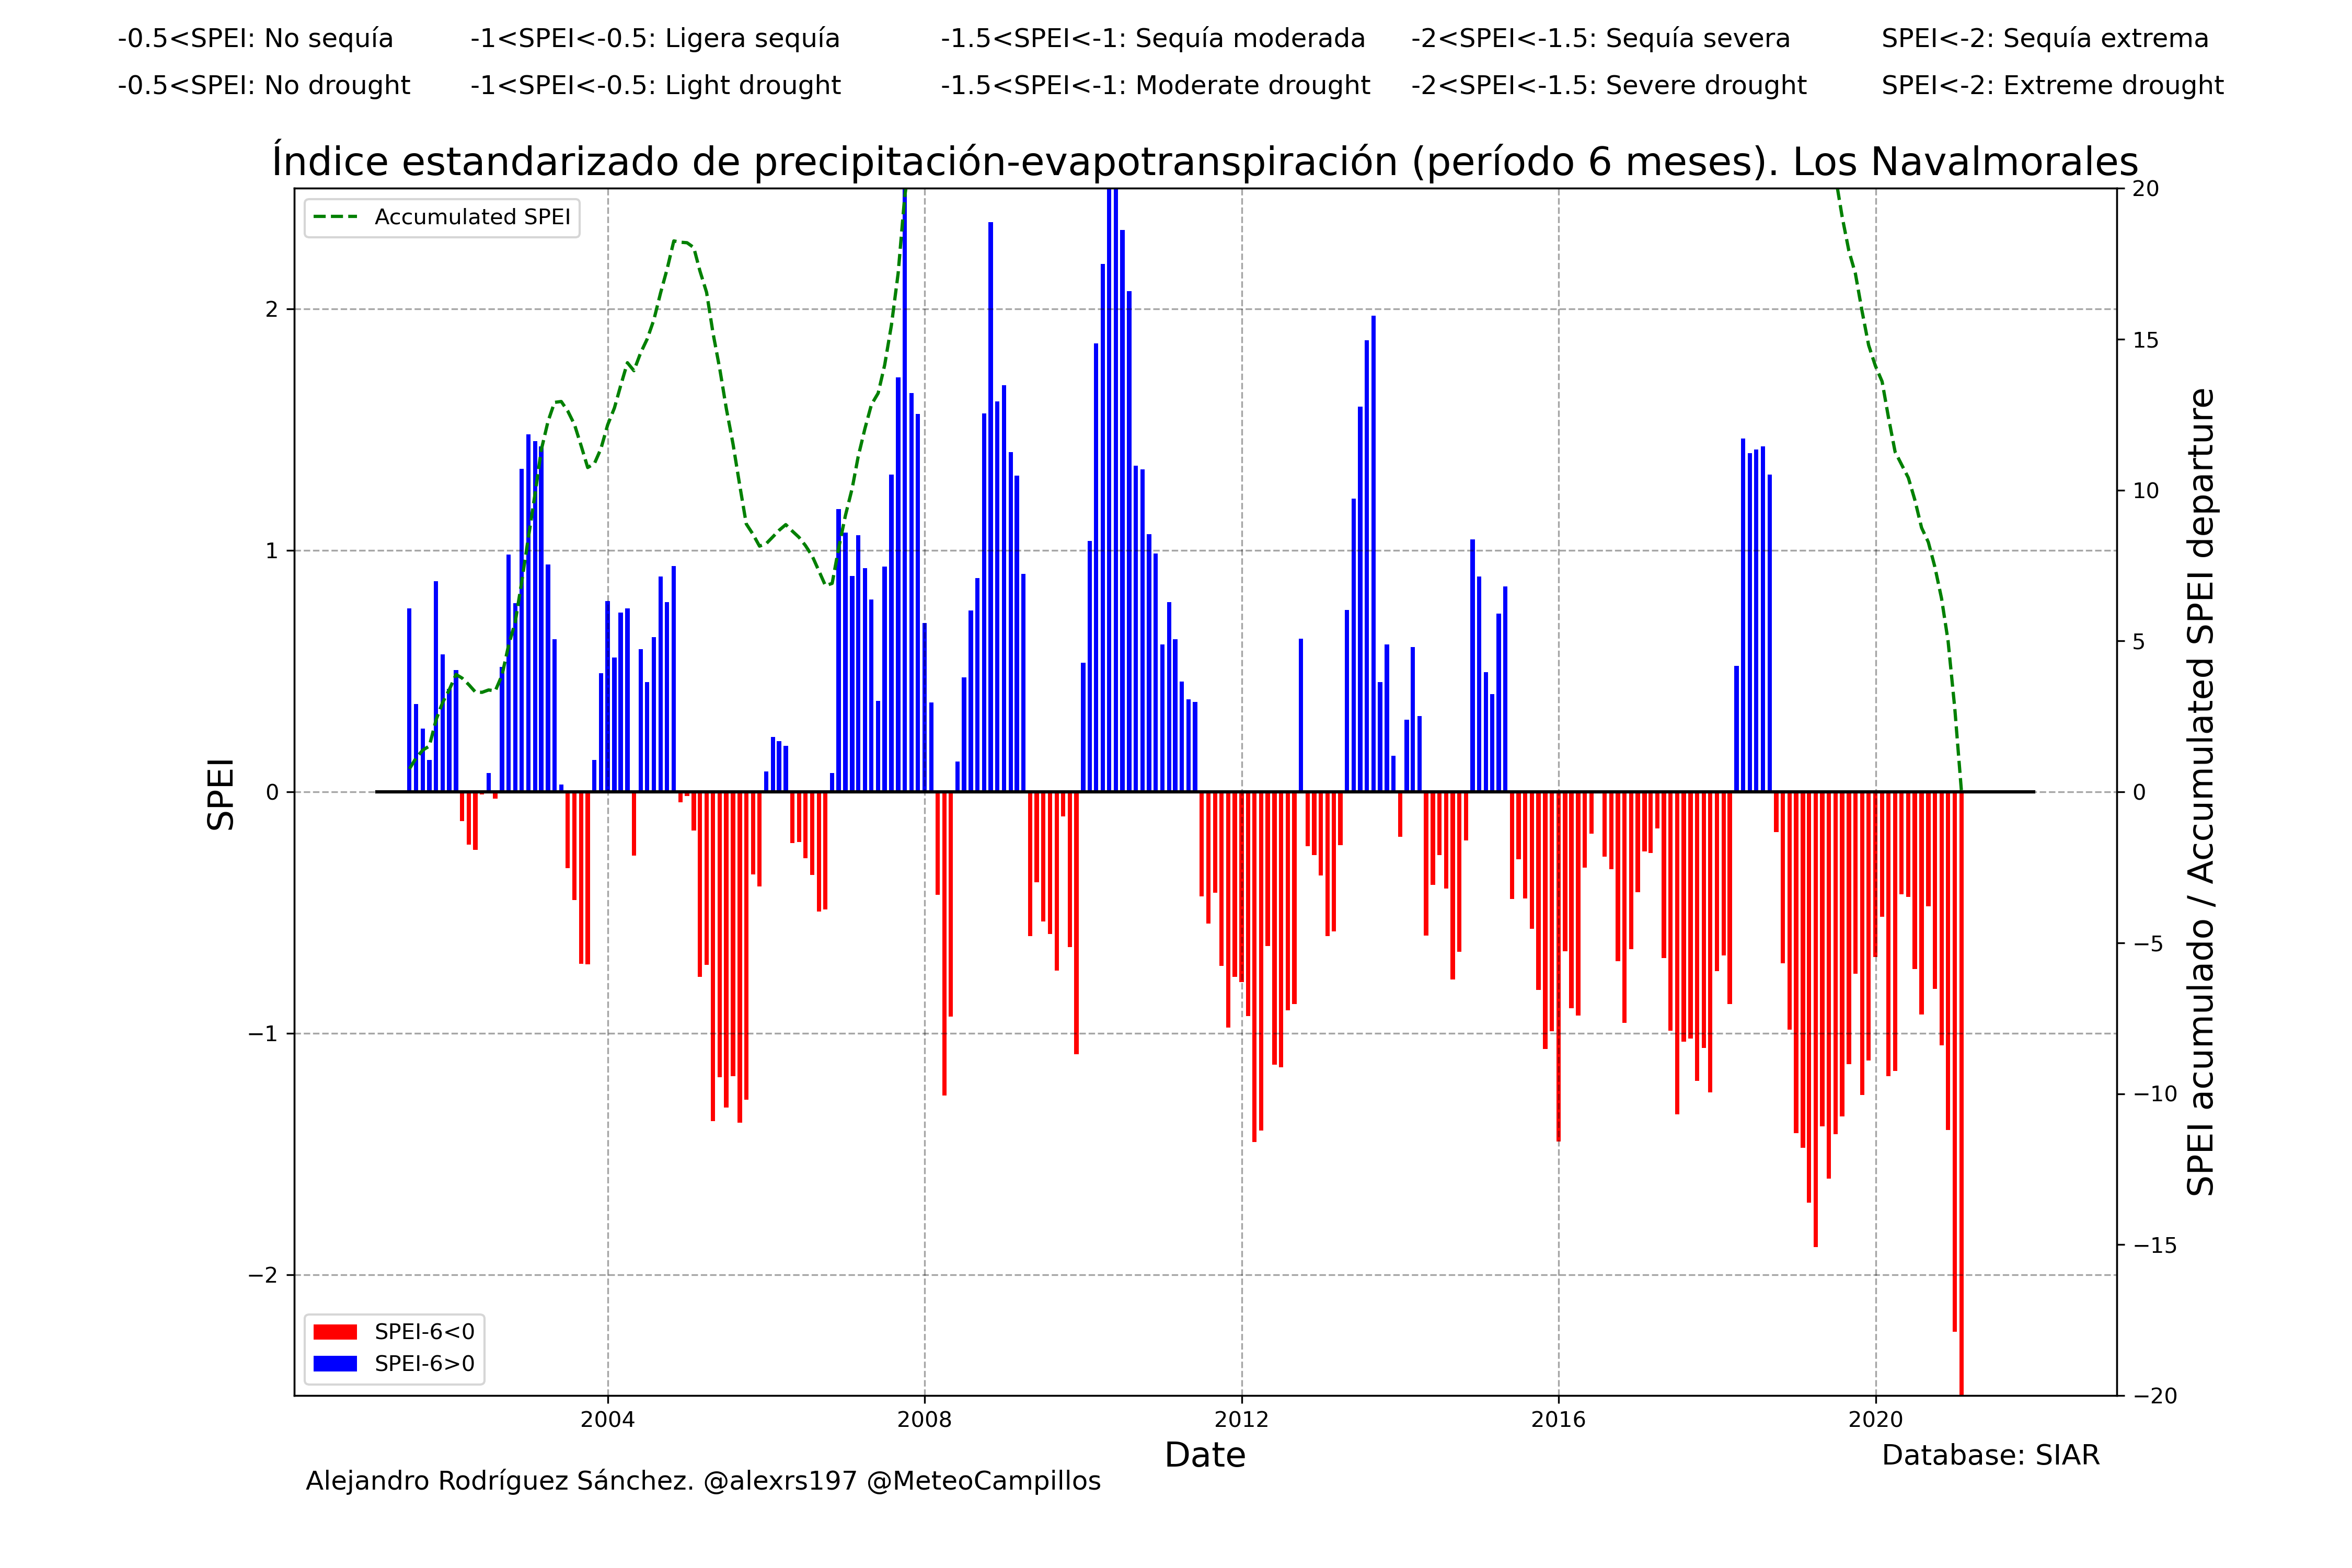 -0.5<SPEI: No sequía -1<SPEI<-0.5: Ligera sequía -1.5<SPEI<-1: Sequía moderada -2<SPEI<-1.5: Sequía severa SPEI<-2: Sequía extrema
-0.5<SPEI: No drought -1<SPEI<-0.5: Light drought -1.5<SPEI<-1: Moderate drought -2<SPEI<-1.5: Severe drought SPEI<-2: Extreme drought
Índice estandarizado de precipitación-evapotranspiración (período 6 meses). Los Navalmorales
Accumulated SPEI
SPEI
2
1
0
−1
−2
20
15
10
5
0
−5
−10
−15
−20
SPEI acumulado / Accumulated SPEI departure
SPEI-6<0
SPEI-6>0
2004 2008 2012 2016 2020
Date
Database: SIAR
Alejandro Rodríguez Sánchez. @alexrs197 @MeteoCampillos